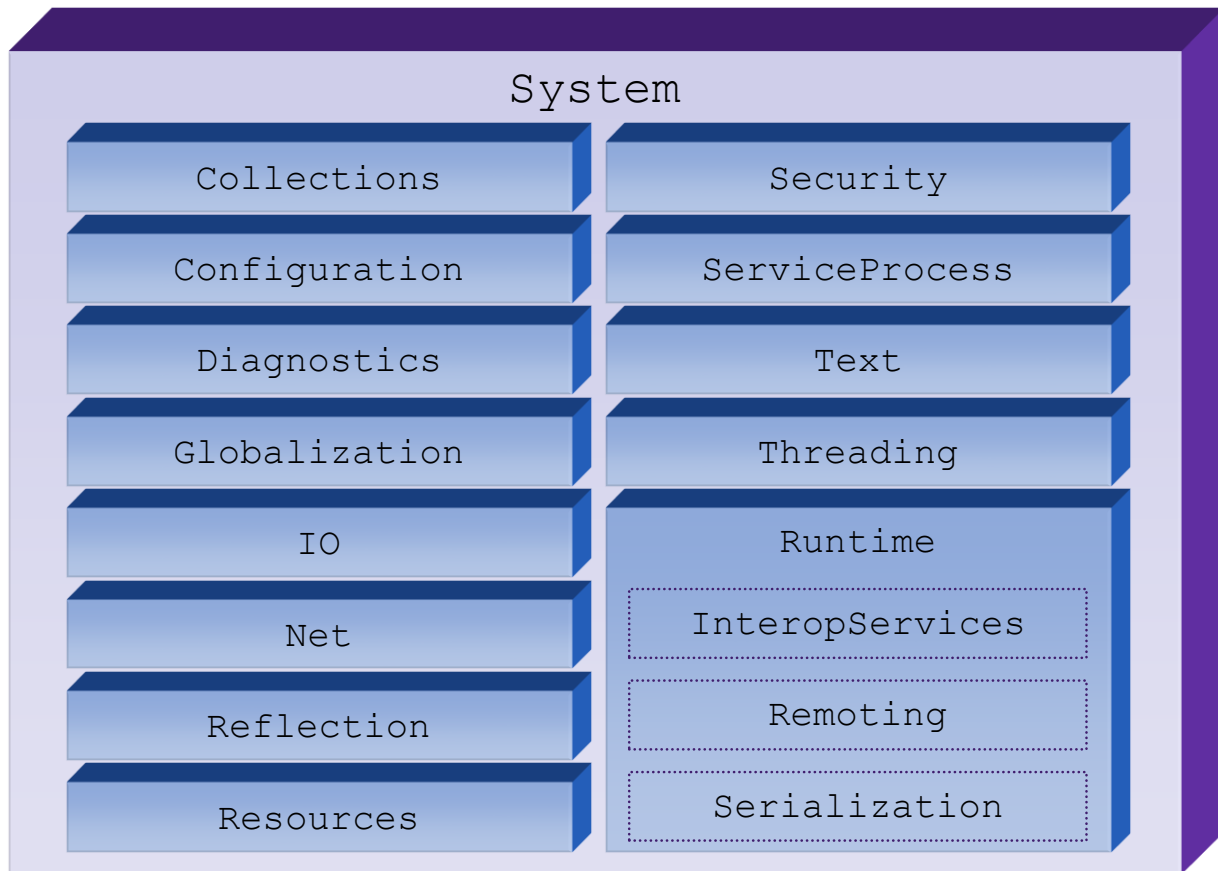 System
Collections
Configuration
Diagnostics
Globalization
IO
Net
Reflection
Resources
Security
ServiceProcess
Text
Threading
Runtime
InteropServices
Remoting
Serialization